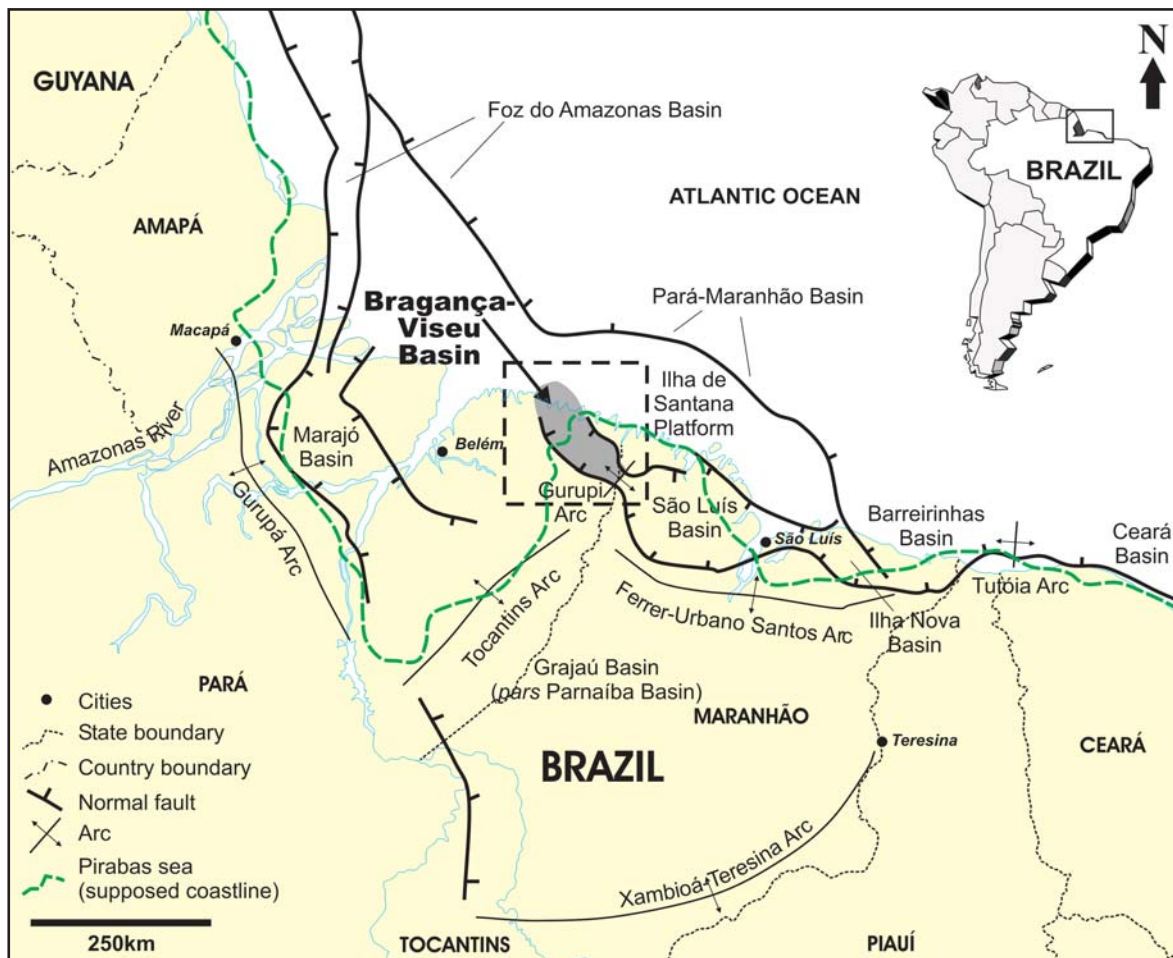 N
GUYANA
Foz do Amazonas Basin
BRAZIL
ATLANTIC OCEAN
AMAPÁ
Pará-Maranhão Basin
Bragança-
Viseu
Basin
Macapá
Ilha de
Santana
Platform
Amazonas River
Marajó
Basin
Belém
Gurupi
Arc
São Luís
Basin
São Luís
Barreirinhas
Basin
Ceará
Basin
Gurupá Arc
Tutóia Arc
Tocantins Arc
Ferrer-Urbano Santos Arc
Ilha Nova
Basin
Grajaú Basin
(pars Parnaíba Basin)
PARÁ
MARANHÃO
Teresina
CEARÁ
BRAZIL
Cities
State boundary
Country boundary
Normal fault
Arc
Pirabas sea
(supposed coastline)
Xambioá-Teresina Arc
250km
TOCANTINS
PIAUÍ